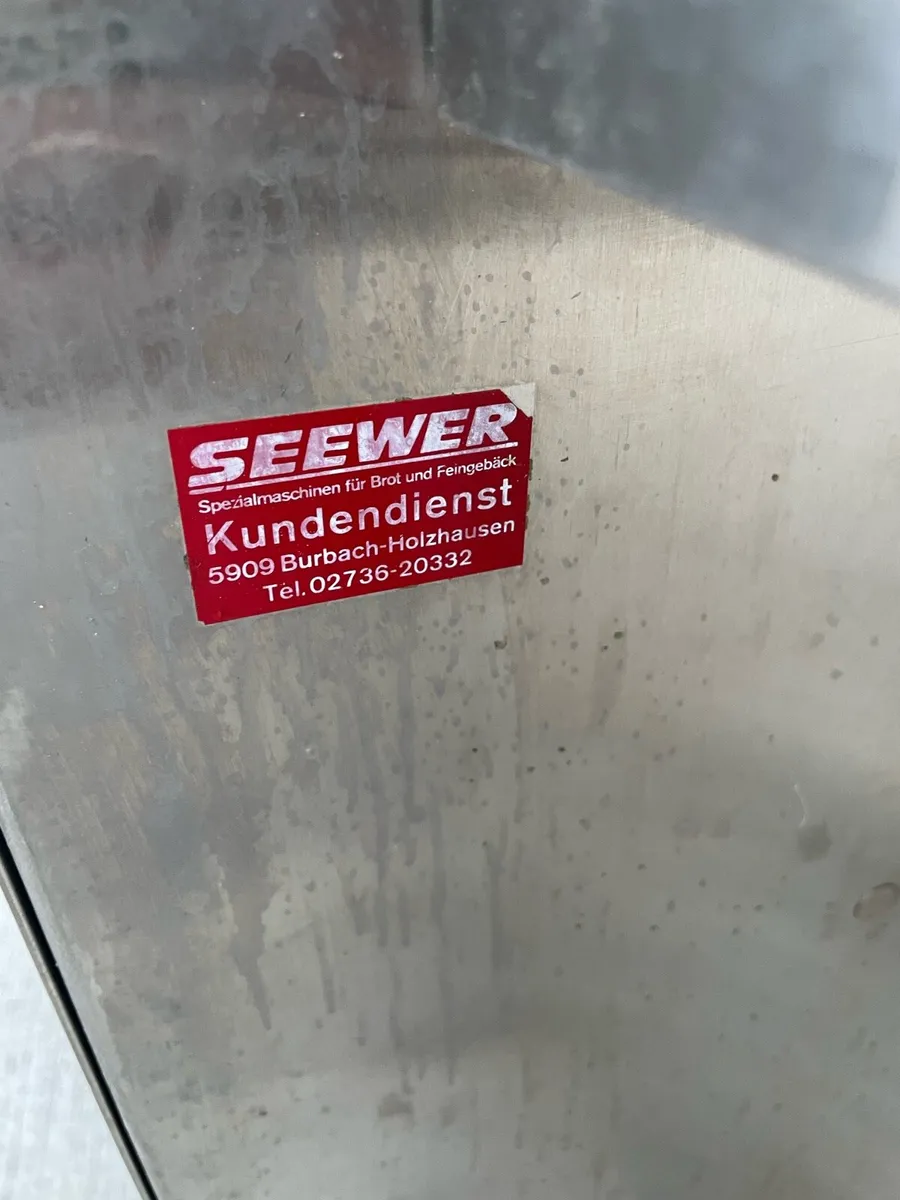 SEEWER
Spezialmaschinen für Brot und Feingebäck
Kundendienst
5909 Burbach-Holzhausen
Tel. 02736-20332